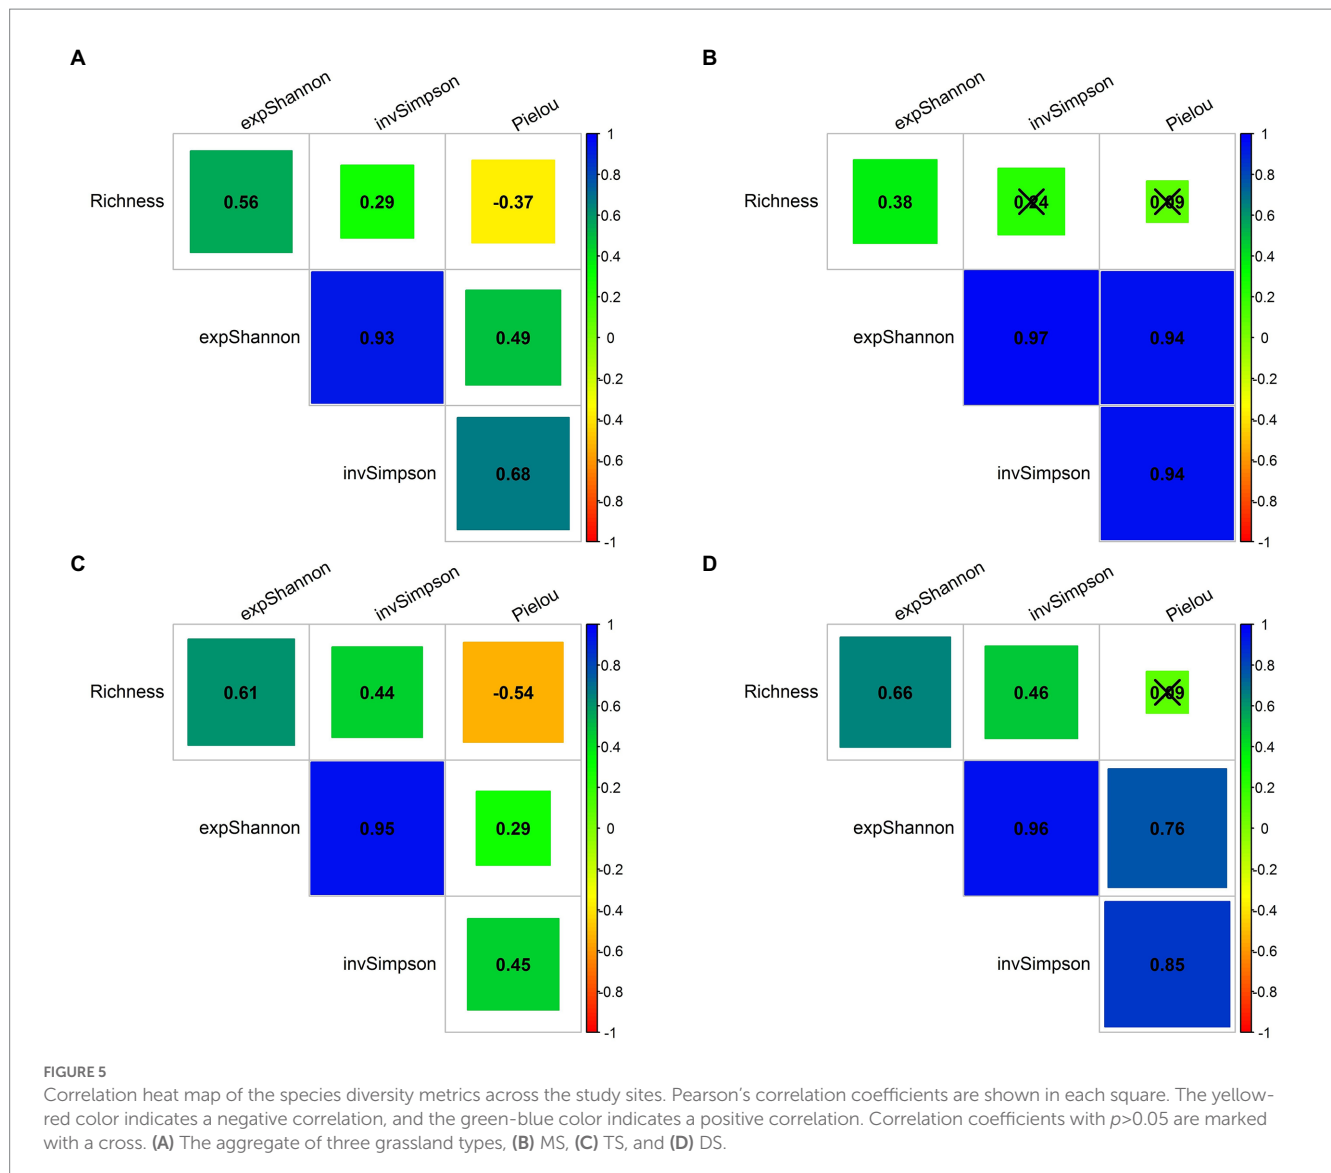 A
expShannon
invSimpson
Pielou
Richness
0.56
0.29
-0.37
expShannon
0.93
0.49
invSimpson
0.68
1
0.8
0.6
0.4
0.2
0
-0.2
-0.4
-0.6
-0.8
-1
B
expShannon
invSimpson
Pielou
Richness
0.38
0.24
0.09
expShannon
0.97
0.94
invSimpson
0.94
1
0.8
0.6
0.4
0.2
0
-0.2
-0.4
-0.6
-0.8
-1
C
expShannon
invSimpson
Pielou
Richness
0.61
0.44
-0.54
expShannon
0.95
0.29
invSimpson
0.45
1
0.8
0.6
0.4
0.2
0
-0.2
-0.4
-0.6
-0.8
-1
D
expShannon
invSimpson
Pielou
Richness
0.66
0.46
0.09
expShannon
0.96
0.76
invSimpson
0.85
1
0.8
0.6
0.4
0.2
0
-0.2
-0.4
-0.6
-0.8
-1
FIGURE 5
Correlation heat map of the species diversity metrics across the study sites. Pearson’s correlation coefficients are shown in each square. The yellow-
red color indicates a negative correlation, and the green-blue color indicates a positive correlation. Correlation coefficients with p>0.05 are marked
with a cross. (A) The aggregate of three grassland types, (B) MS, (C) TS, and (D) DS.